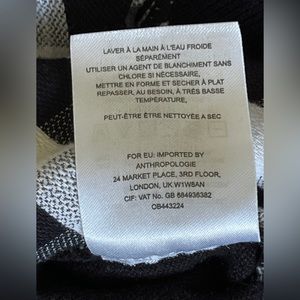 LAVER À LA MAIN À L'EAU FROIDE
SÉPARÉMENT
UTILISER UN AGENT DE BLANCHIMENT SANS
CHLORE SI NÉCESSAIRE,
METTRE EN FORME ET SÉCHER À PLAT
REPASSER, AU BESOIN, À TRÈS BASSE
TEMPÉRATURE,
PEUT-ÊTRE ÊTRE NETTOYÉE À SEC
FOR EU: IMPORTED BY
ANTHROPOLOGIE
24 MARKET PLACE, 3RD FLOOR,
LONDON, UK W1W8AN
CIF: VAT No. GB 684936382
OB443224